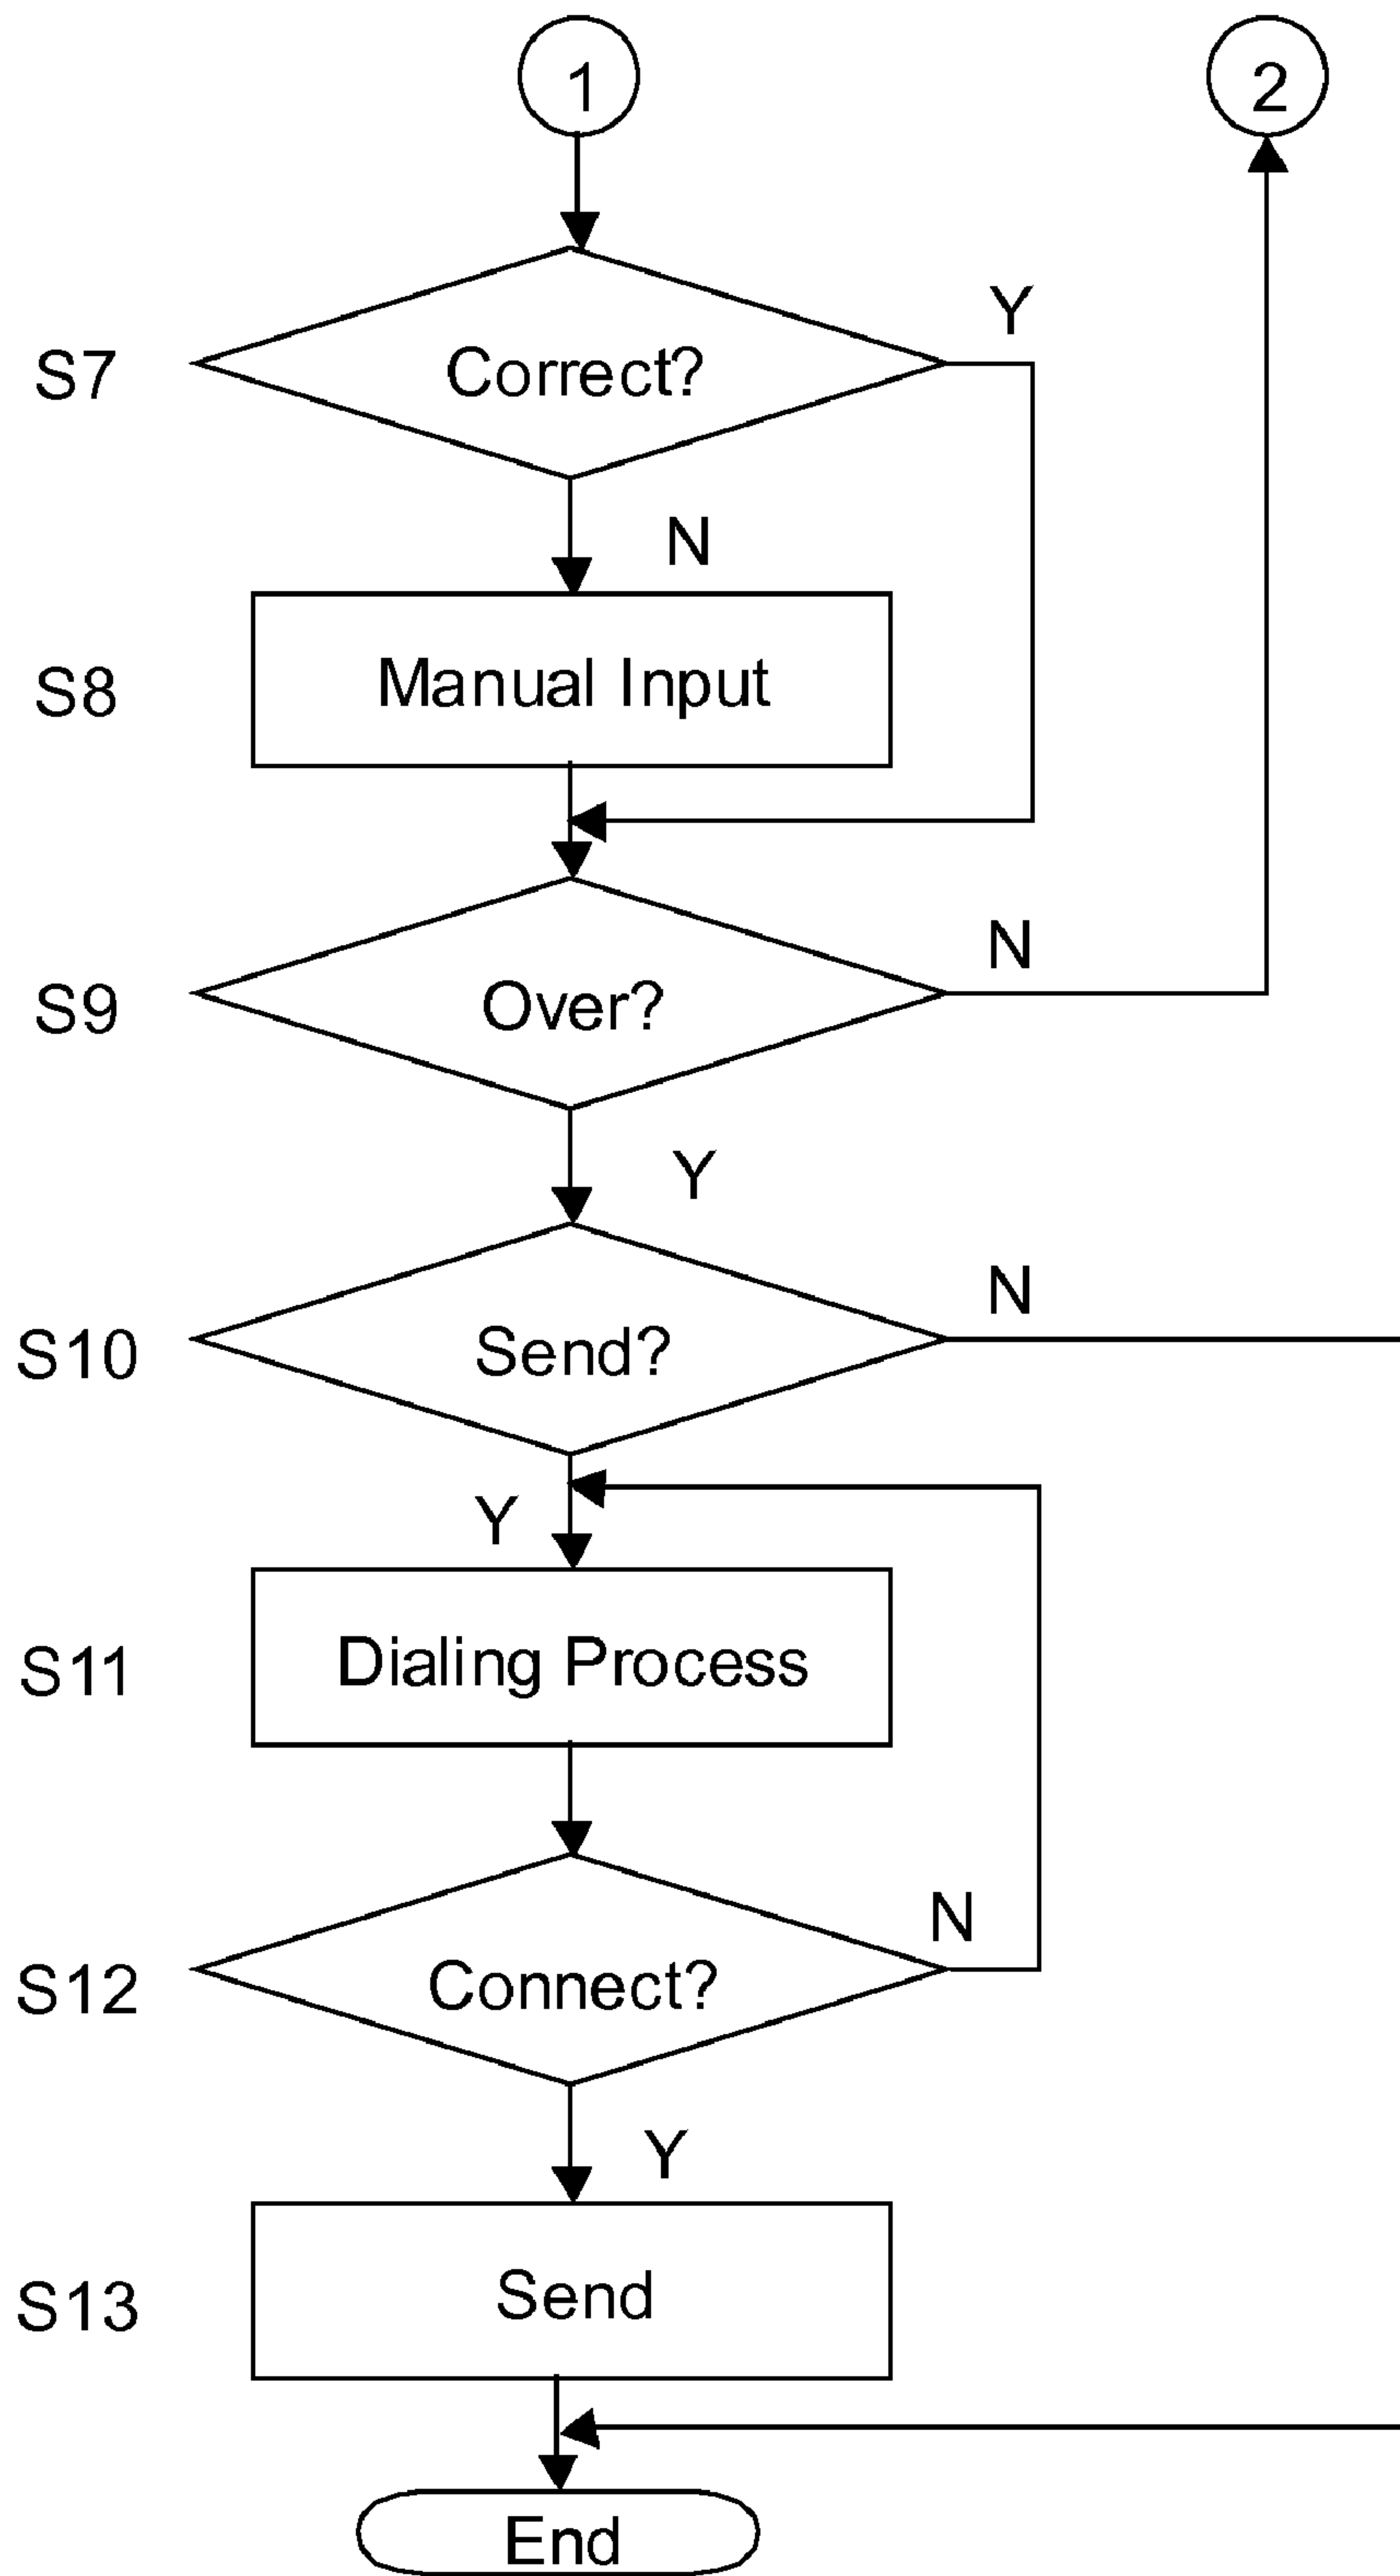 1
2
Y
S7
Correct?
N
S8
Manual Input
N
S9
Over?
Y
N
S10
Send?
Y
S11
Dialing Process
N
S12
Connect?
Y
S13
Send
End